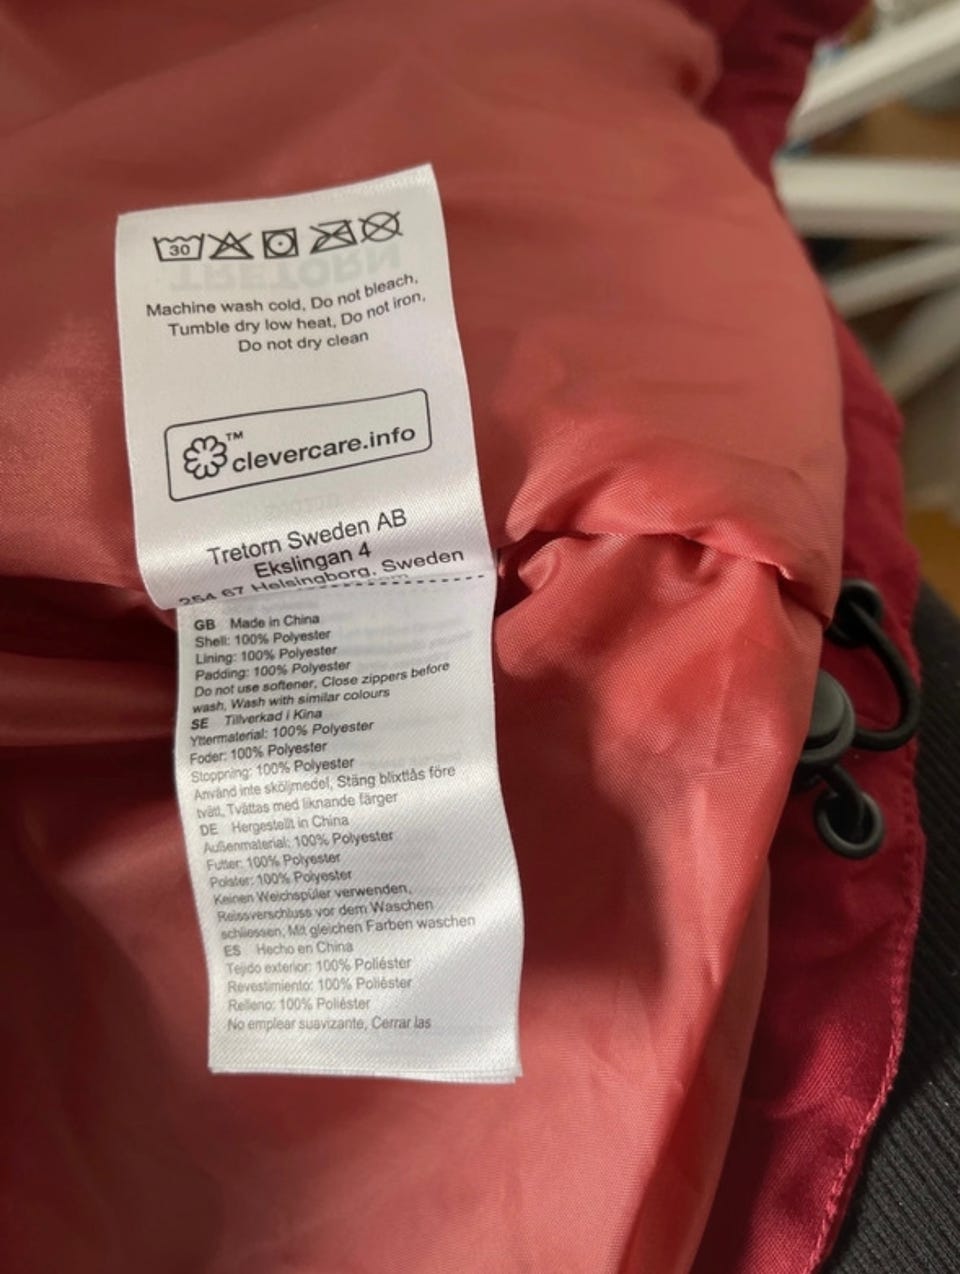 30
Machine wash cold, Do not bleach,
Tumble dry low heat, Do not iron,
Do not dry clean
™
clevercare.info
Tretorn Sweden AB
Ekslingan 4
254 67 Helsingborg, Sweden
GB Made in China
Shell: 100% Polyester
Lining: 100% Polyester
Padding: 100% Polyester
Do not use softener, Close zippers before
wash, Wash with similar colours
SE Tillverkad i Kina
Yttermaterial: 100% Polyester
Foder: 100% Polyester
Stoppning: 100% Polyester
Använd inte sköljmedel, Stäng blixtlås före
tvätt, Tvättas med liknande färger
DE Hergestellt in China
Außenmaterial: 100% Polyester
Futter: 100% Polyester
Polster: 100% Polyester
Keinen Weichspüler verwenden,
Reissverschluss vor dem Waschen
schliessen, Mit gleichen Farben waschen
ES Hecho en China
Tejido exterior: 100% Poliéster
Revestimiento: 100% Poliéster
Relleno: 100% Poliéster
No emplear suavizante, Cerrar las